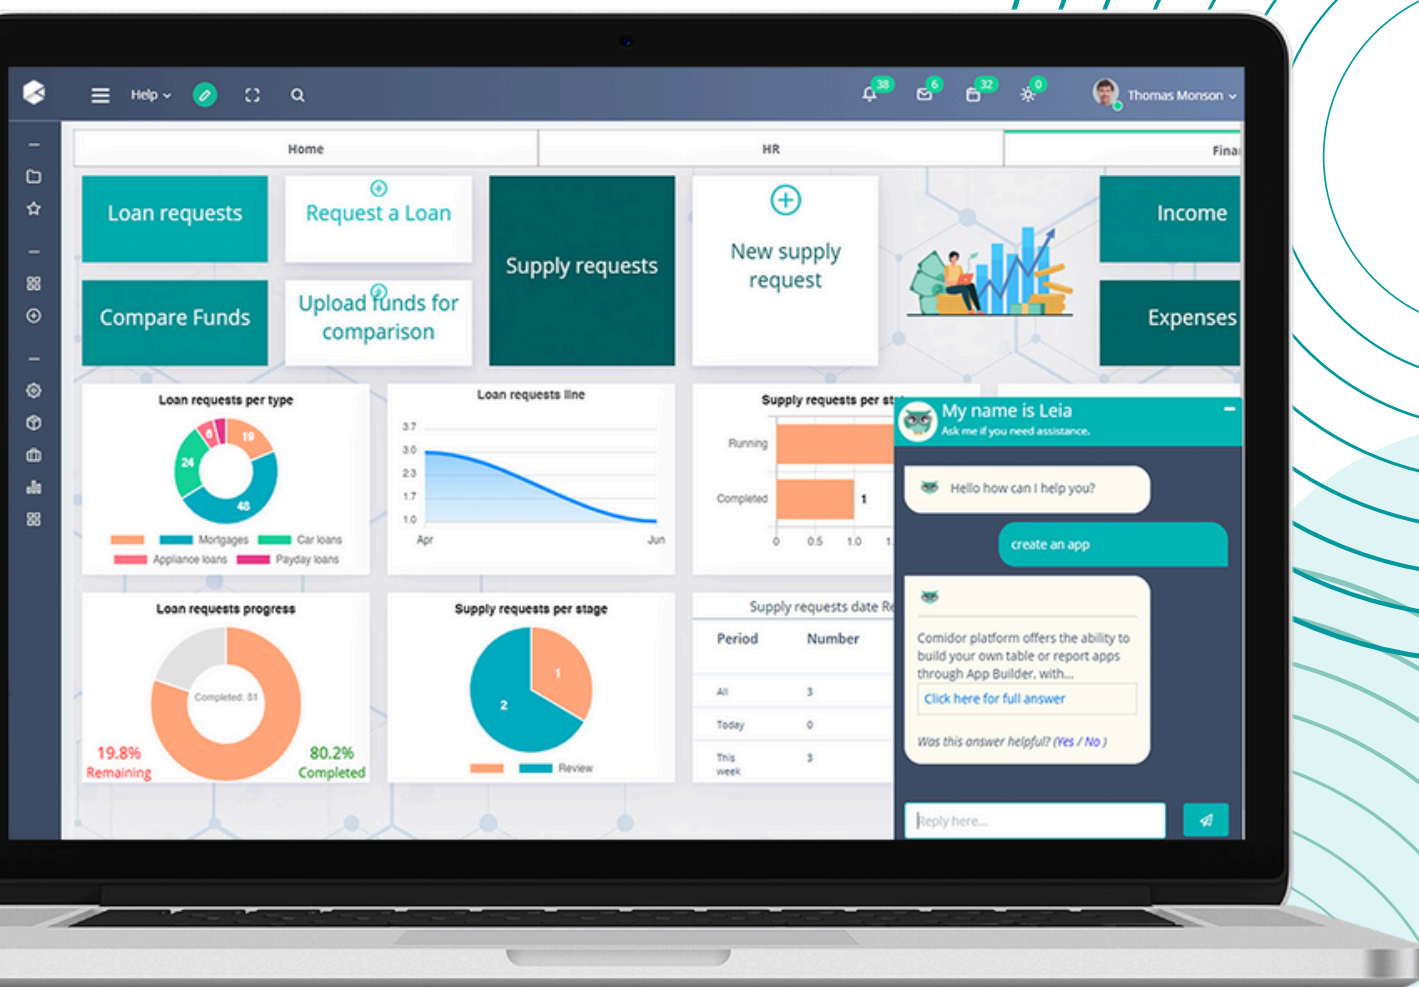 Help
38
6
32
0
Thomas Monson
Home
HR
Loan requests
Request a Loan
Supply requests
New supply
request
Income
Compare Funds
Upload funds for
comparison
Expenses
Loan requests per type
19
48
24
6
Mortgages
Car loans
Appliance loans
Payday loans
Loan requests line
3.7
3.0
2.3
1.7
1.0
Apr
Jun
Supply requests per
Running
Completed
1
0
0.5
1.0
My name is Leia
Ask me if you need assistance.
Hello how can I help you?
create an app
Comidor platform offers the ability to
build your own table or report apps
through App Builder, with...
Click here for full answer
Was this answer helpful? (Yes / No )
Reply here...
Loan requests progress
Completed: 81
19.8%
Remaining
80.2%
Completed
Supply requests per stage
1
2
Review
Supply requests date
Period
Number
All
3
Today
0
This
week
3